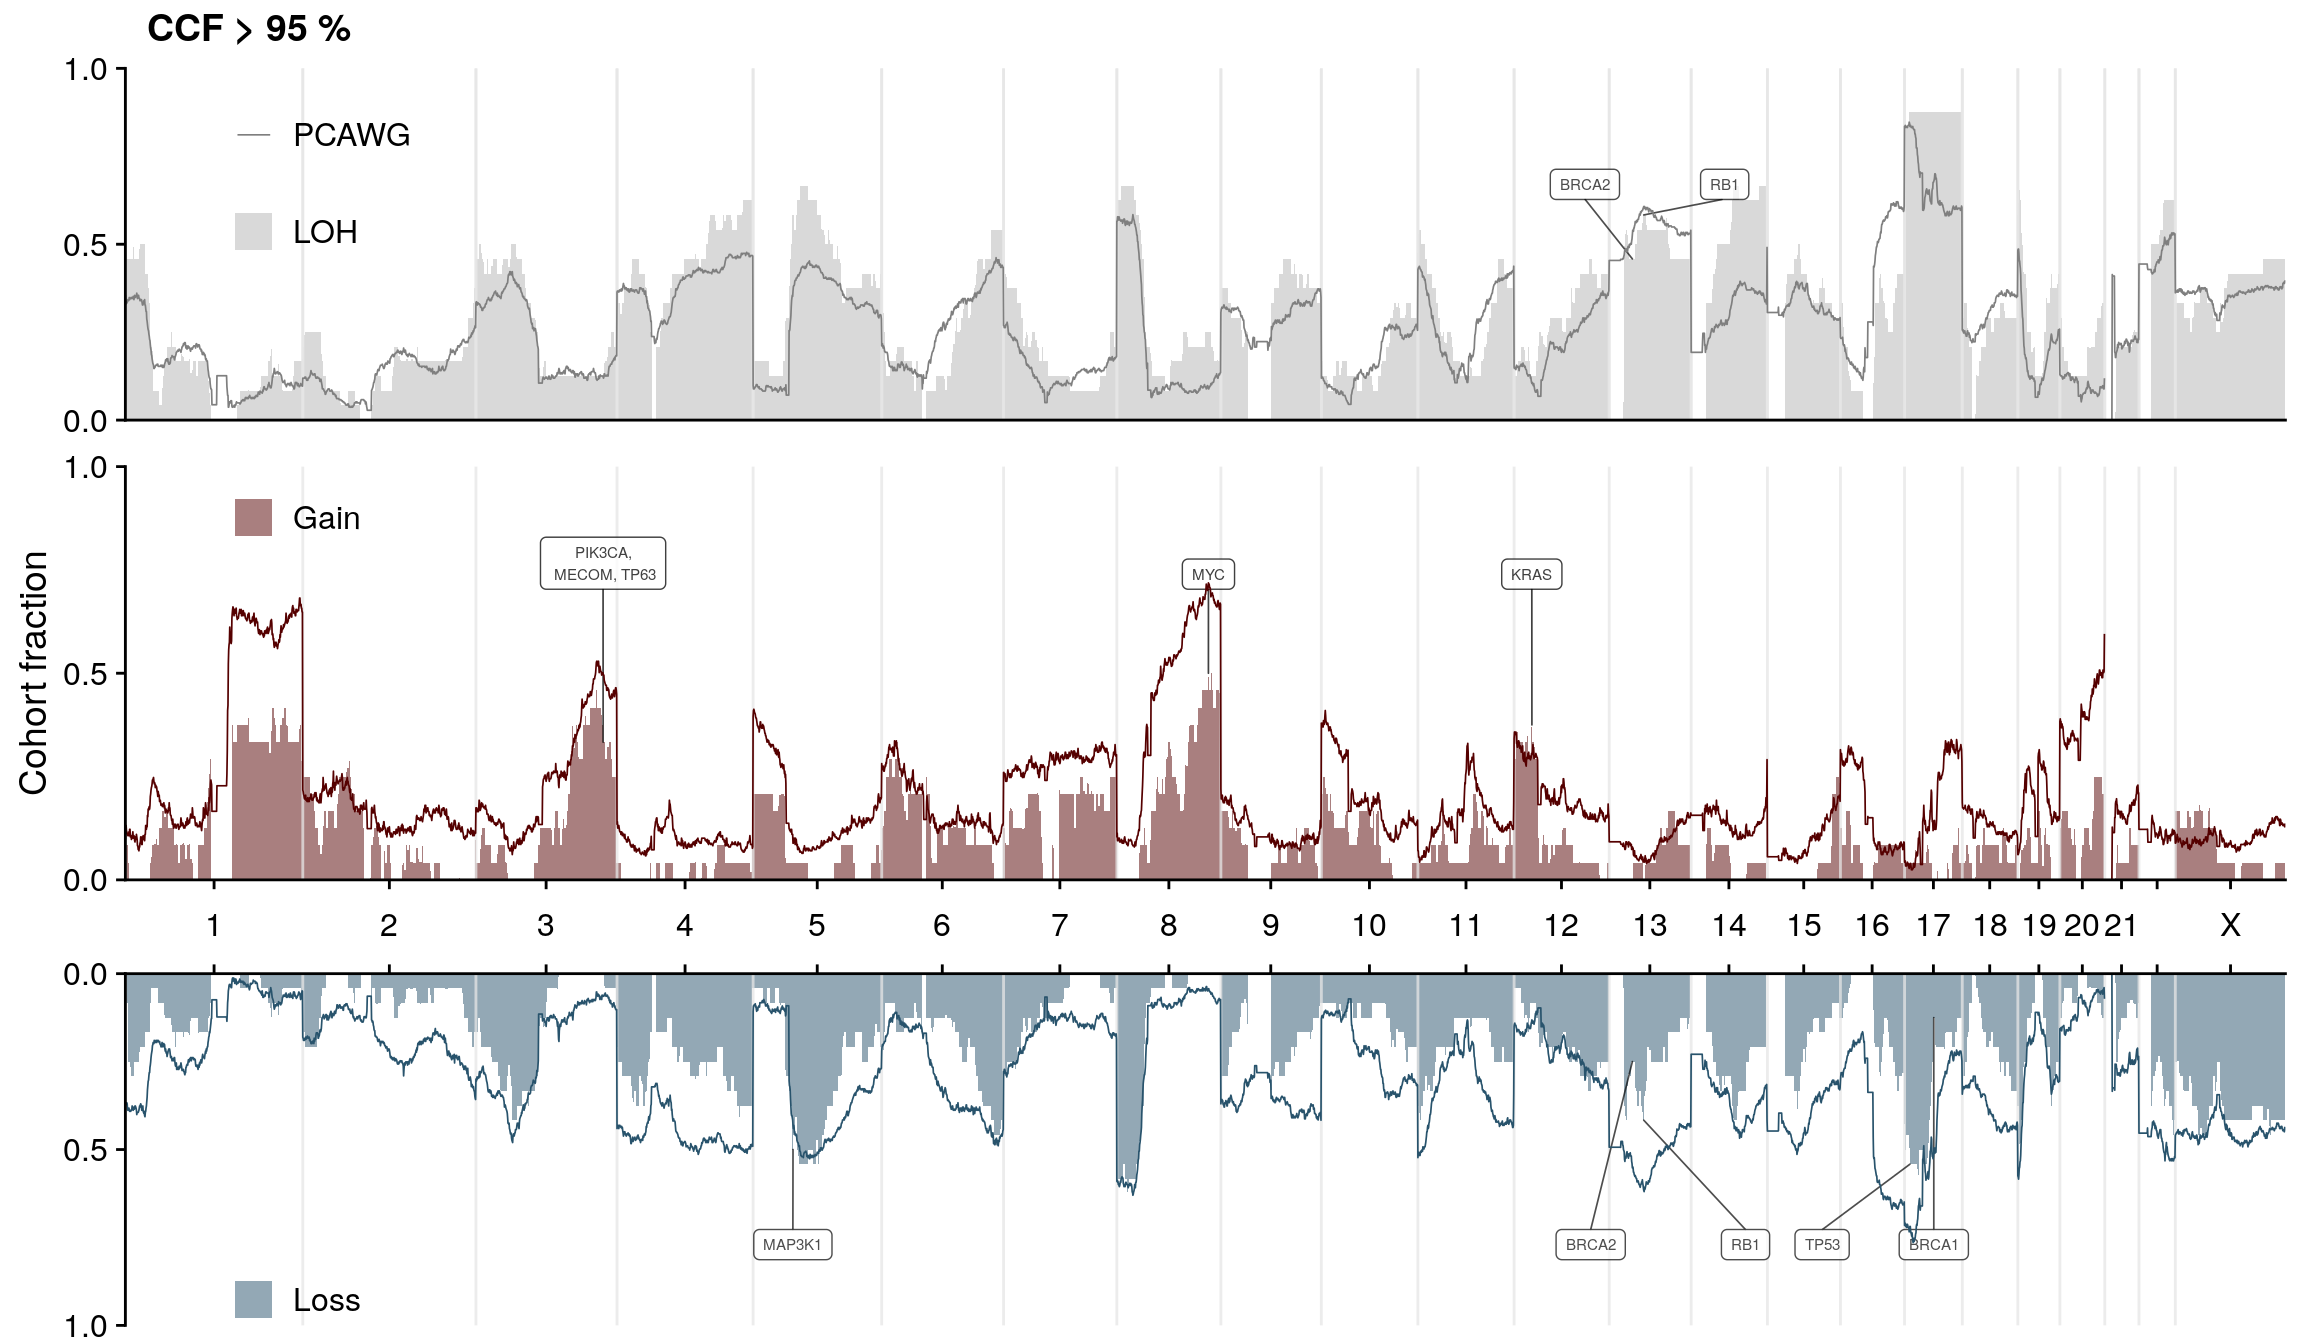 CCF > 95 %
1.0
PCAWG
BRCA2
RB1
LOH
0.5
0.0
1.0
Gain
PIK3CA,
MECOM, TP63
MYC
KRAS
Cohort fraction
0.5
0.0
1 2 3 4 5 6 7 8 9 10 11 12 13 14 15 16 17 18 19 20 21 X
0.0
0.5
MAP3K1
BRCA2
RB1
TP53
BRCA1
Loss
1.0